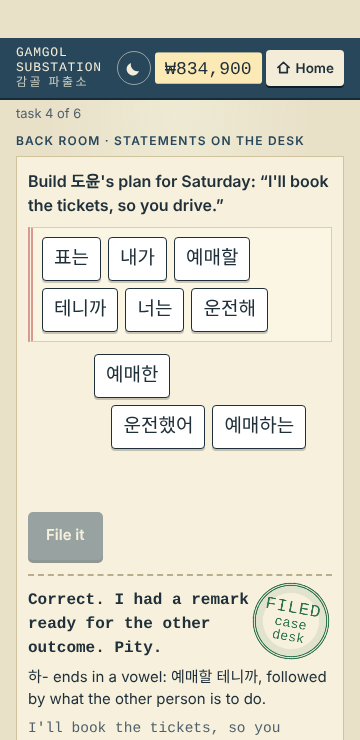 GAMGOL
SUBSTATION
감골 파출소
₩834,900
Home
task 4 of 6
BACK ROOM · STATEMENTS ON THE DESK
Build 도윤's plan for Saturday: “I'll book
the tickets, so you drive.”
표는 내가 예매할
테니까 너는 운전해
예매한
운전했어 예매하는
File it
Correct. I had a remark
ready for the other
outcome. Pity.
FILED
case
desk
하- ends in a vowel: 예매할 테니까, followed
by what the other person is to do.
I'll book the tickets, so you